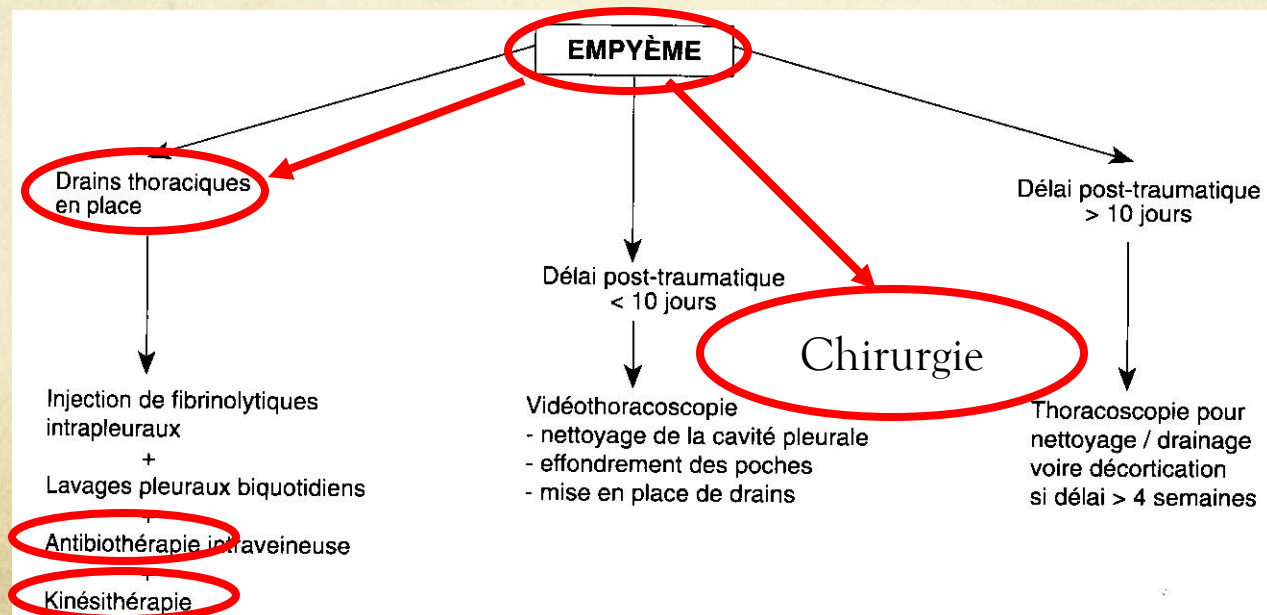 EMPYÈME
Drains thoraciques
en place
Injection de fibrinolytiques
intrapleuraux
+
Lavages pleuraux biquotidiens
+
Antibiothérapie intraveineuse
+
Kinésithérapie
Délai post-traumatique
< 10 jours
Vidéothoracoscopie
- nettoyage de la cavité pleurale
- effondrement des poches
- mise en place de drains
Chirurgie
Délai post-traumatique
> 10 jours
Thoracoscopie pour
nettoyage / drainage
voire décortication
si délai > 4 semaines